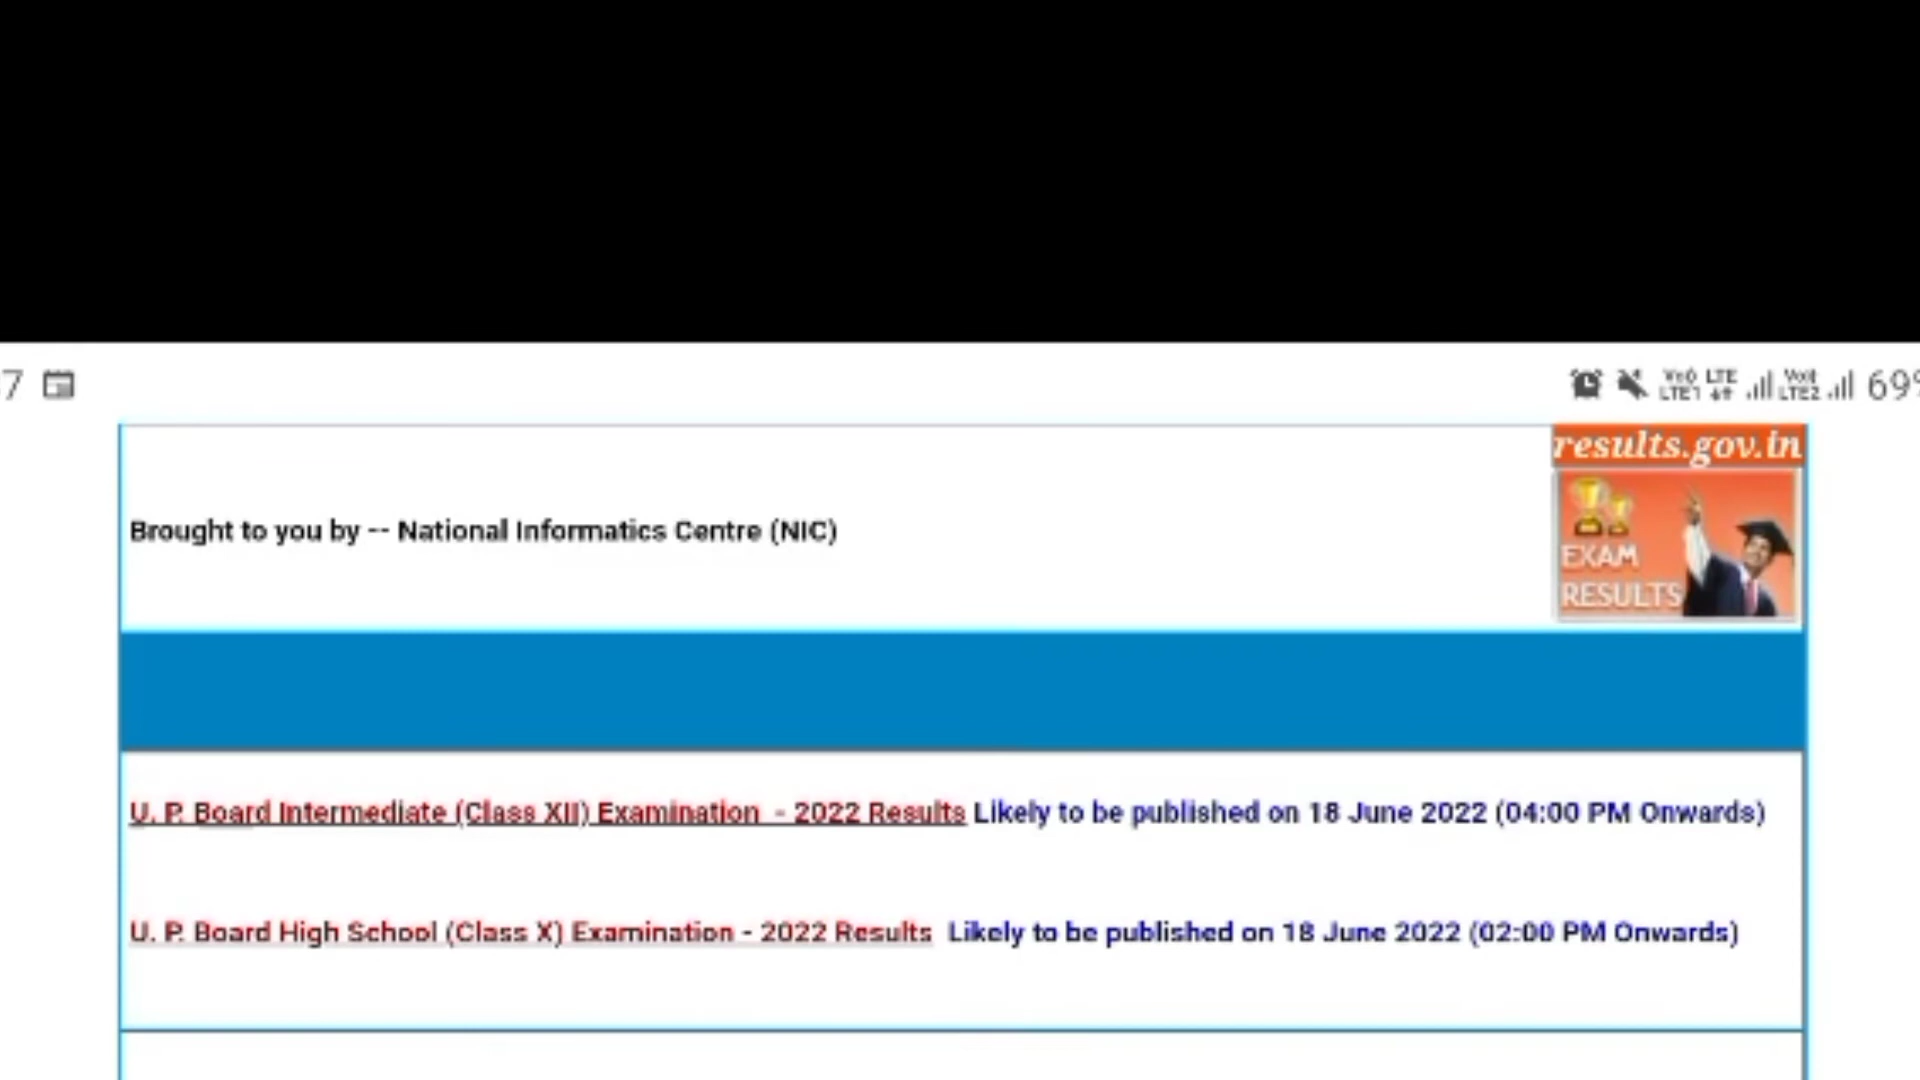 7
69%
results.gov.in
Brought to you by -- National Informatics Centre (NIC)
EXAM
RESULTS
U. P. Board Intermediate (Class XII) Examination - 2022 Results Likely to be published on 18 June 2022 (04:00 PM Onwards)
U. P. Board High School (Class X) Examination - 2022 Results Likely to be published on 18 June 2022 (02:00 PM Onwards)